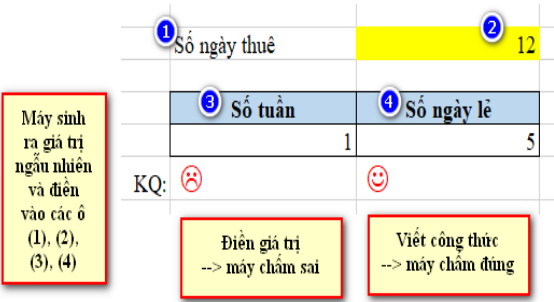 1 Số ngày thuê 2 12
3 Số tuần 4 Số ngày lẻ
1 5
KQ:
Máy sinh
ra giá trị
ngẫu nhiên
và điền
vào các ô
(1), (2),
(3), (4)
Điền giá trị
--> máy chấm sai
Viết công thức
--> máy chấm đúng